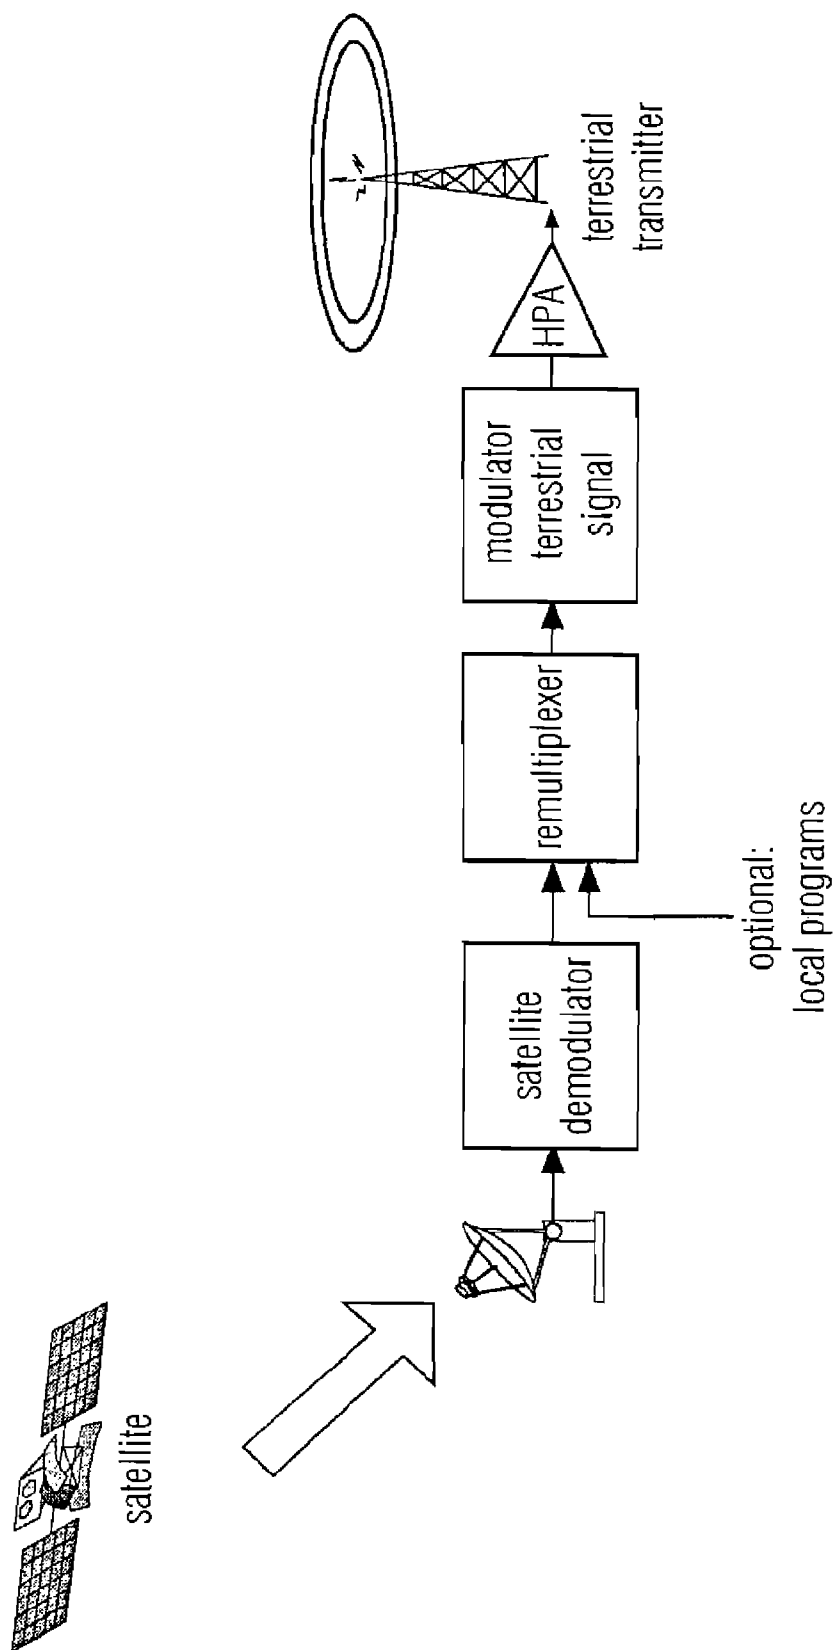 satellite
satellite
demodulator
optional:
local programs
remultiplexer
modulator
terrestrial
signal
HPA
terrestrial
transmitter